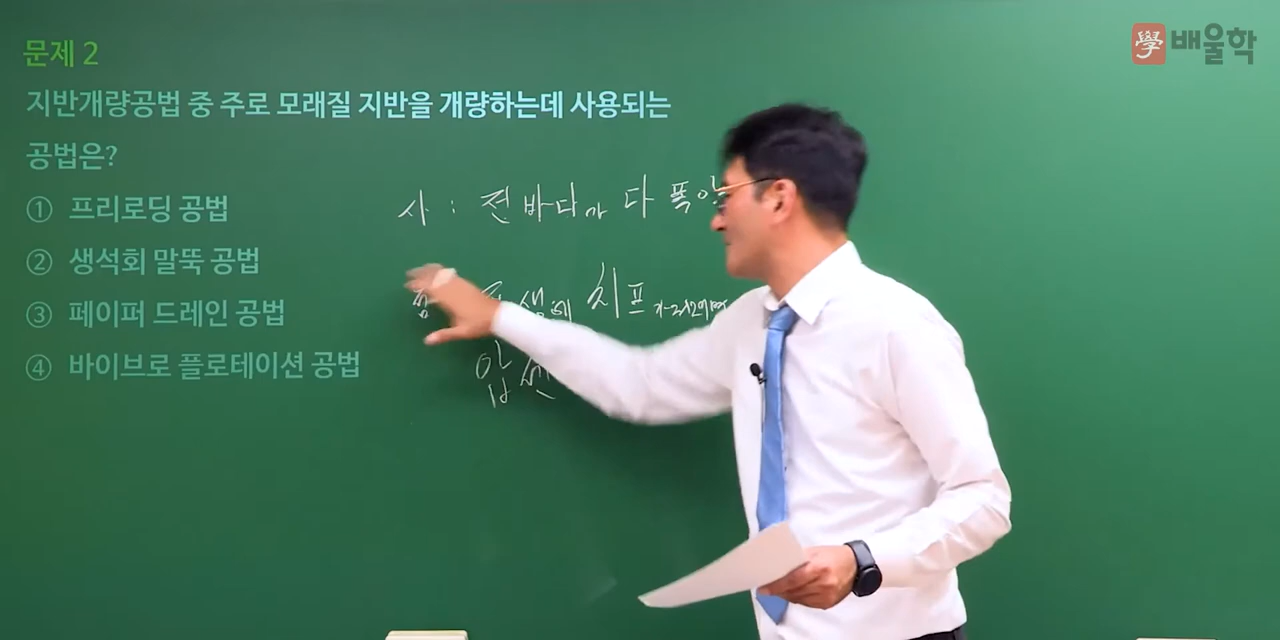 學 배울학
문제 2
지반개량공법 중 주로 모래질 지반을 개량하는데 사용되는
공법은?
① 프리로딩 공법
② 생석회 말뚝 공법
③ 페이퍼 드레인 공법
④ 바이브로 플로테이션 공법
사 : 전바다가 다 폭약
생 치프
압